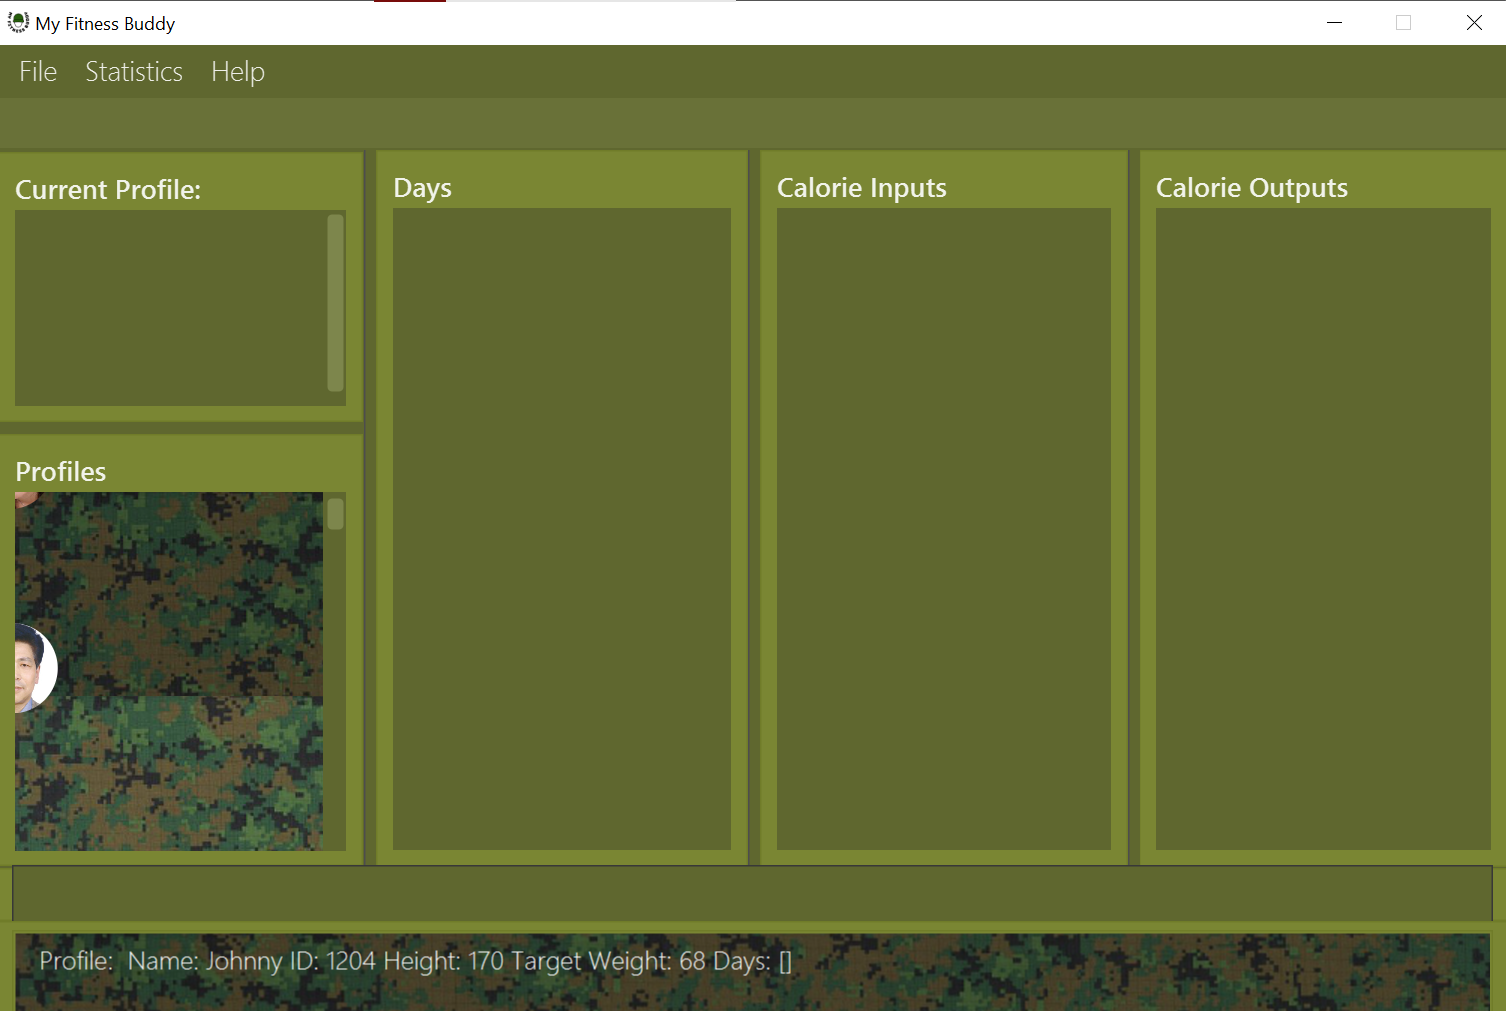 My Fitness Buddy
File Statistics Help
Current Profile:
Days
Calorie Inputs
Calorie Outputs
Profiles
Profile:  Name: Johnny ID: 1204 Height: 170 Target Weight: 68 Days: []